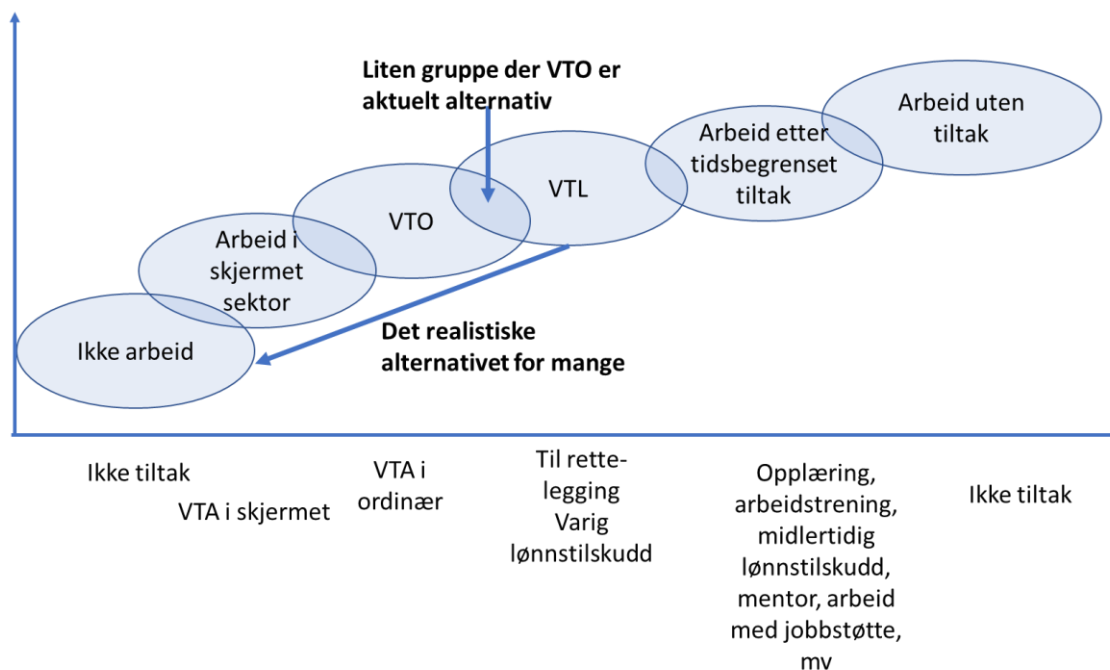 Liten gruppe der VTO er
aktuelt alternativ
Arbeid uten
tiltak
Arbeid etter
tidsbegrenset
tiltak
VTL
VTO
Arbeid i
skjermet
sektor
Ikke arbeid
Det realistiske
alternativet for mange
Ikke tiltak
VTA i skjermet
VTA i
ordinær
Til rette-
legging
Varig
lønnstilskudd
Opplæring,
arbeidstrening,
midlertidig
lønnstilskudd,
mentor, arbeid
med jobbstøtte,
mv
Ikke tiltak